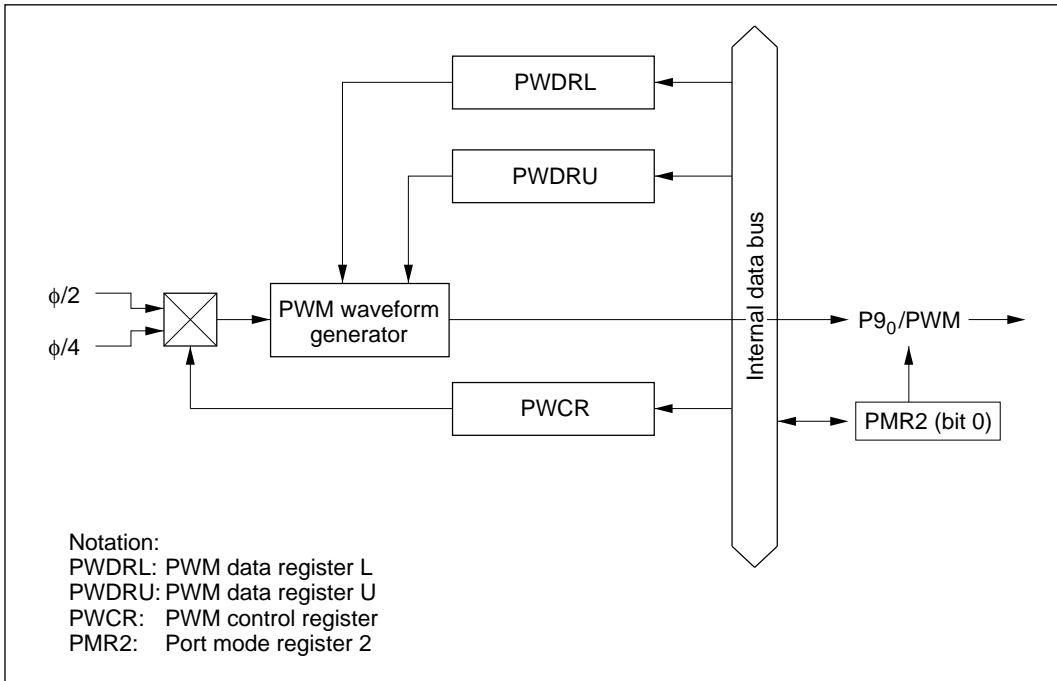 PWDRL
PWDRU
Internal data bus
ϕ/2
ϕ/4
PWM waveform
generator
P9₀/PWM
PWCR
PMR2 (bit 0)
Notation:
PWDRL: PWM data register L
PWDRU: PWM data register U
PWCR: PWM control register
PMR2: Port mode register 2